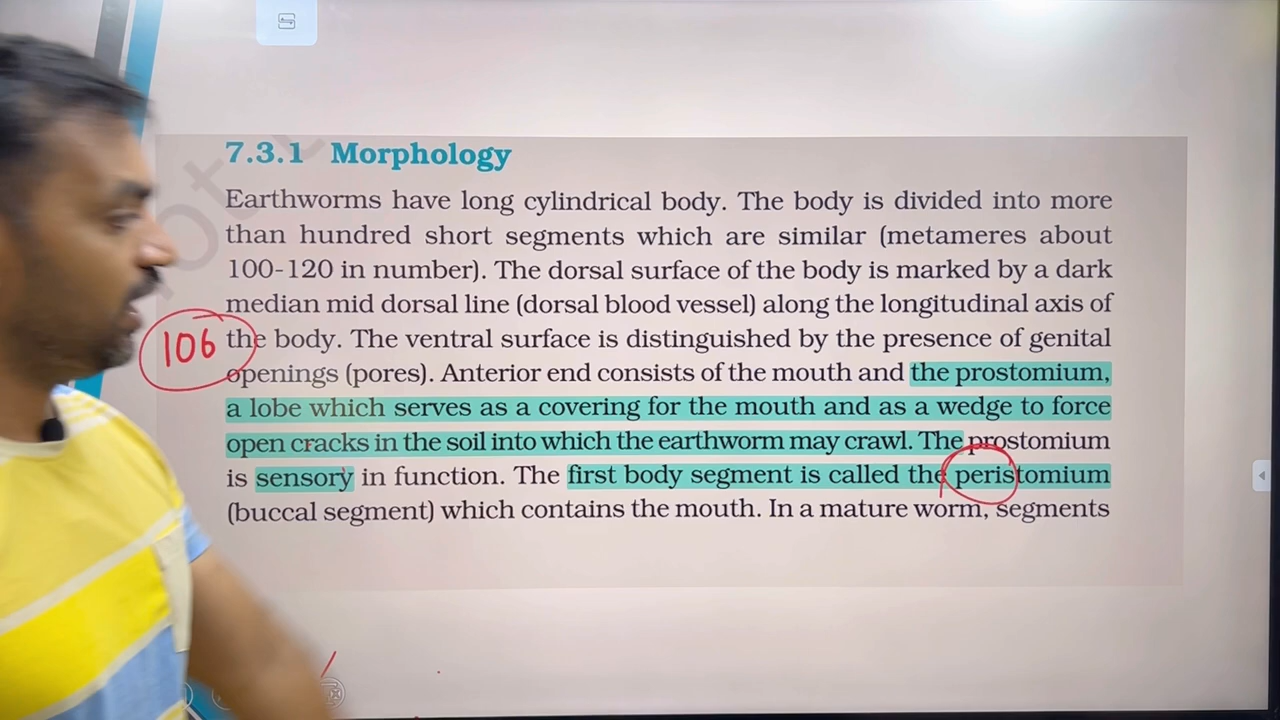 7.3.1 Morphology
Earthworms have long cylindrical body. The body is divided into more
than hundred short segments which are similar (metameres about
100-120 in number). The dorsal surface of the body is marked by a dark
median mid dorsal line (dorsal blood vessel) along the longitudinal axis of
106 the body. The ventral surface is distinguished by the presence of genital
openings (pores). Anterior end consists of the mouth and the prostomium,
a lobe which serves as a covering for the mouth and as a wedge to force
open cracks in the soil into which the earthworm may crawl. The prostomium
is sensory in function. The first body segment is called the peristomium
(buccal segment) which contains the mouth. In a mature worm, segments